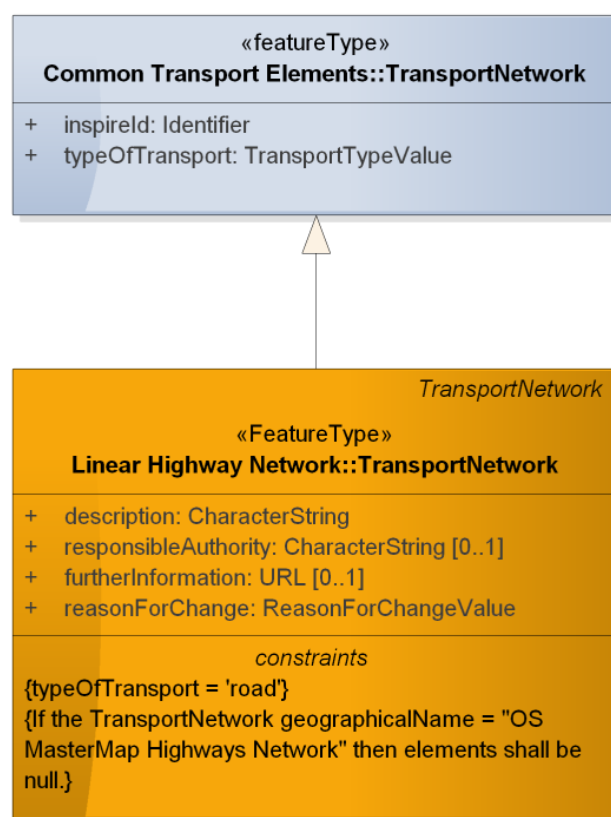 «featureType»
Common Transport Elements::TransportNetwork
+ inspireId: Identifier
+ typeOfTransport: TransportTypeValue
TransportNetwork
«FeatureType»
Linear Highway Network::TransportNetwork
+ description: CharacterString
+ responsibleAuthority: CharacterString [0..1]
+ furtherInformation: URL [0..1]
+ reasonForChange: ReasonForChangeValue
constraints
{typeOfTransport = 'road'}
{If the TransportNetwork geographicalName = "OS
MasterMap Highways Network" then elements shall be
null.}